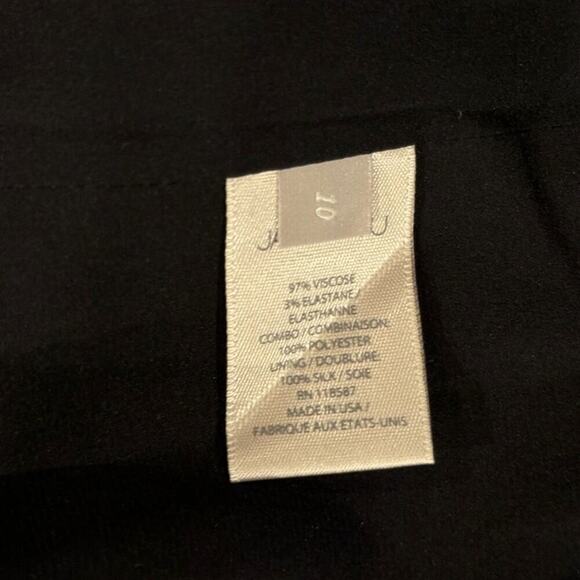 10
97% VISCOSE
3% ELASTANE /
ELASTHANNE
COMBO / COMBINAISON:
100% POLYESTER
LINING / DOUBLURE:
100% SILK / SOIE
RN 118587
MADE IN USA /
FABRIQUE AUX ETATS-UNIS